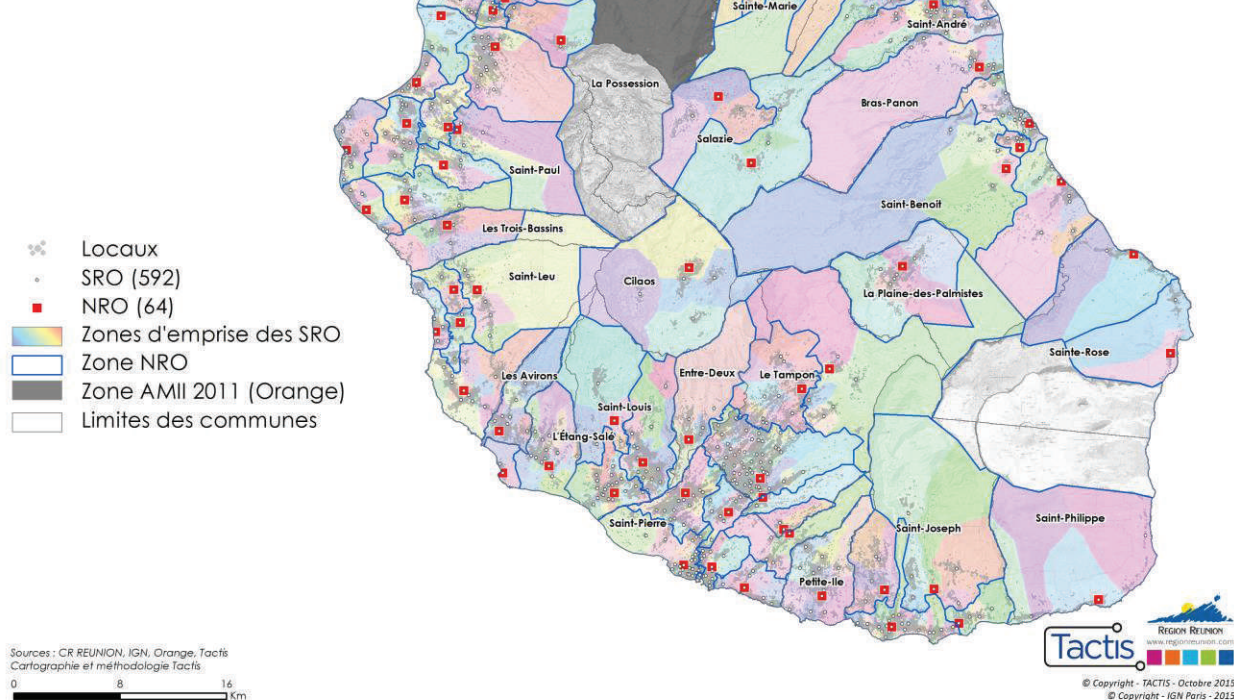 Sainte-Marie
Saint-André
La Possession
Bras-Panon
Salazie
Saint-Paul
Saint-Benoit
Les Trois-Bassins
Saint-Leu
Cilaos
La Plaine-des-Palmistes
Sainte-Rose
Les Avirons
Entre-Deux
Le Tampon
Saint-Louis
L'Étang-Salé
Saint-Pierre
Saint-Joseph
Saint-Philippe
Petite-Ile
Locaux
SRO (592)
NRO (64)
Zones d'emprise des SRO
Zone NRO
Zone AMII 2011 (Orange)
Limites des communes
Sources : CR REUNION, IGN, Orange, Tactis
Cartographie et méthodologie Tactis
0 8 16
Km
Tactis
REGION REUNION
www.regionreunion.com
© Copyright - TACTIS - Octobre 2015
© Copyright - IGN Paris - 2015